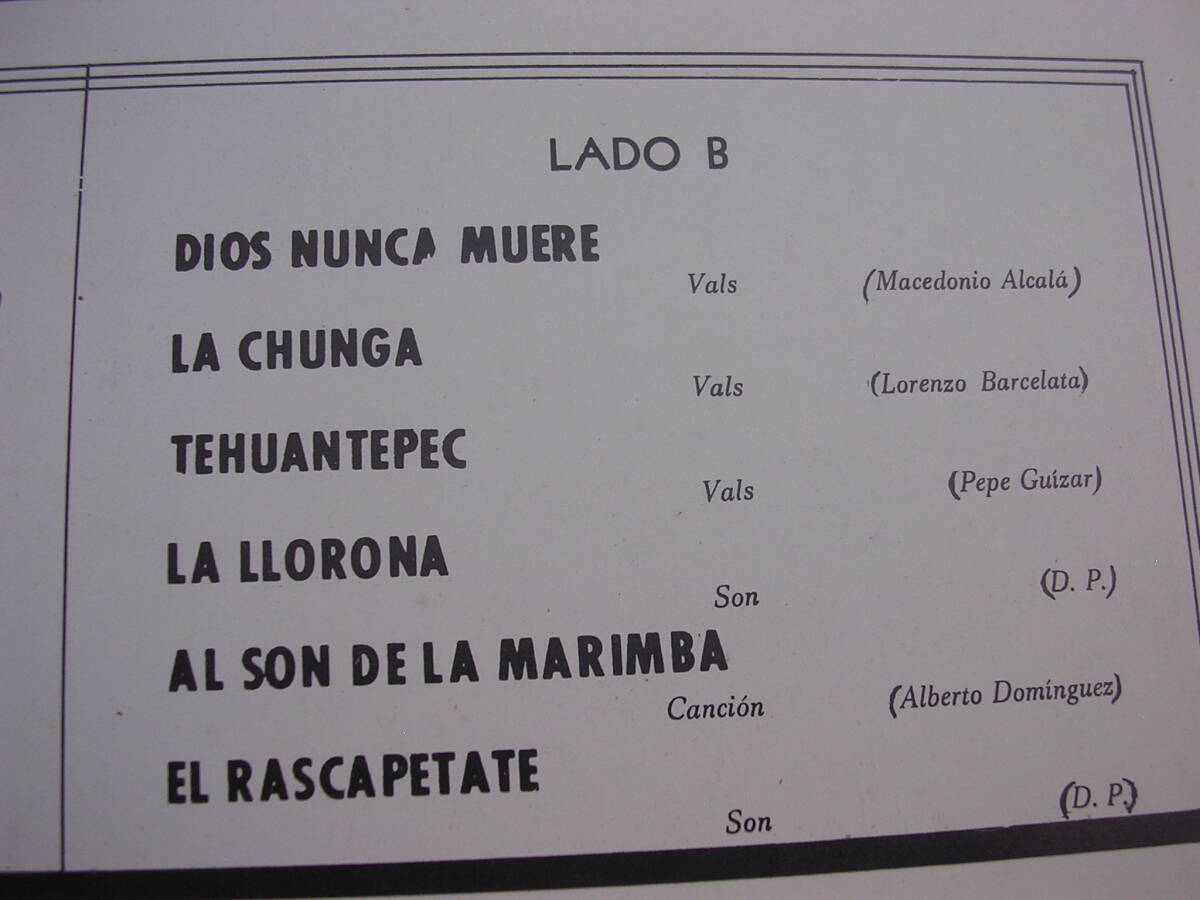 LADO B
DIOS NUNCA MUERE
Vals (Macedonio Alcalá)
LA CHUNGA
Vals (Lorenzo Barcelata)
TEHUANTEPEC
Vals (Pepe Guízar)
LA LLORONA
Son (D. P.)
AL SON DE LA MARIMBA
Canción (Alberto Domínguez)
EL RASCAPETATE
Son (D. P.)